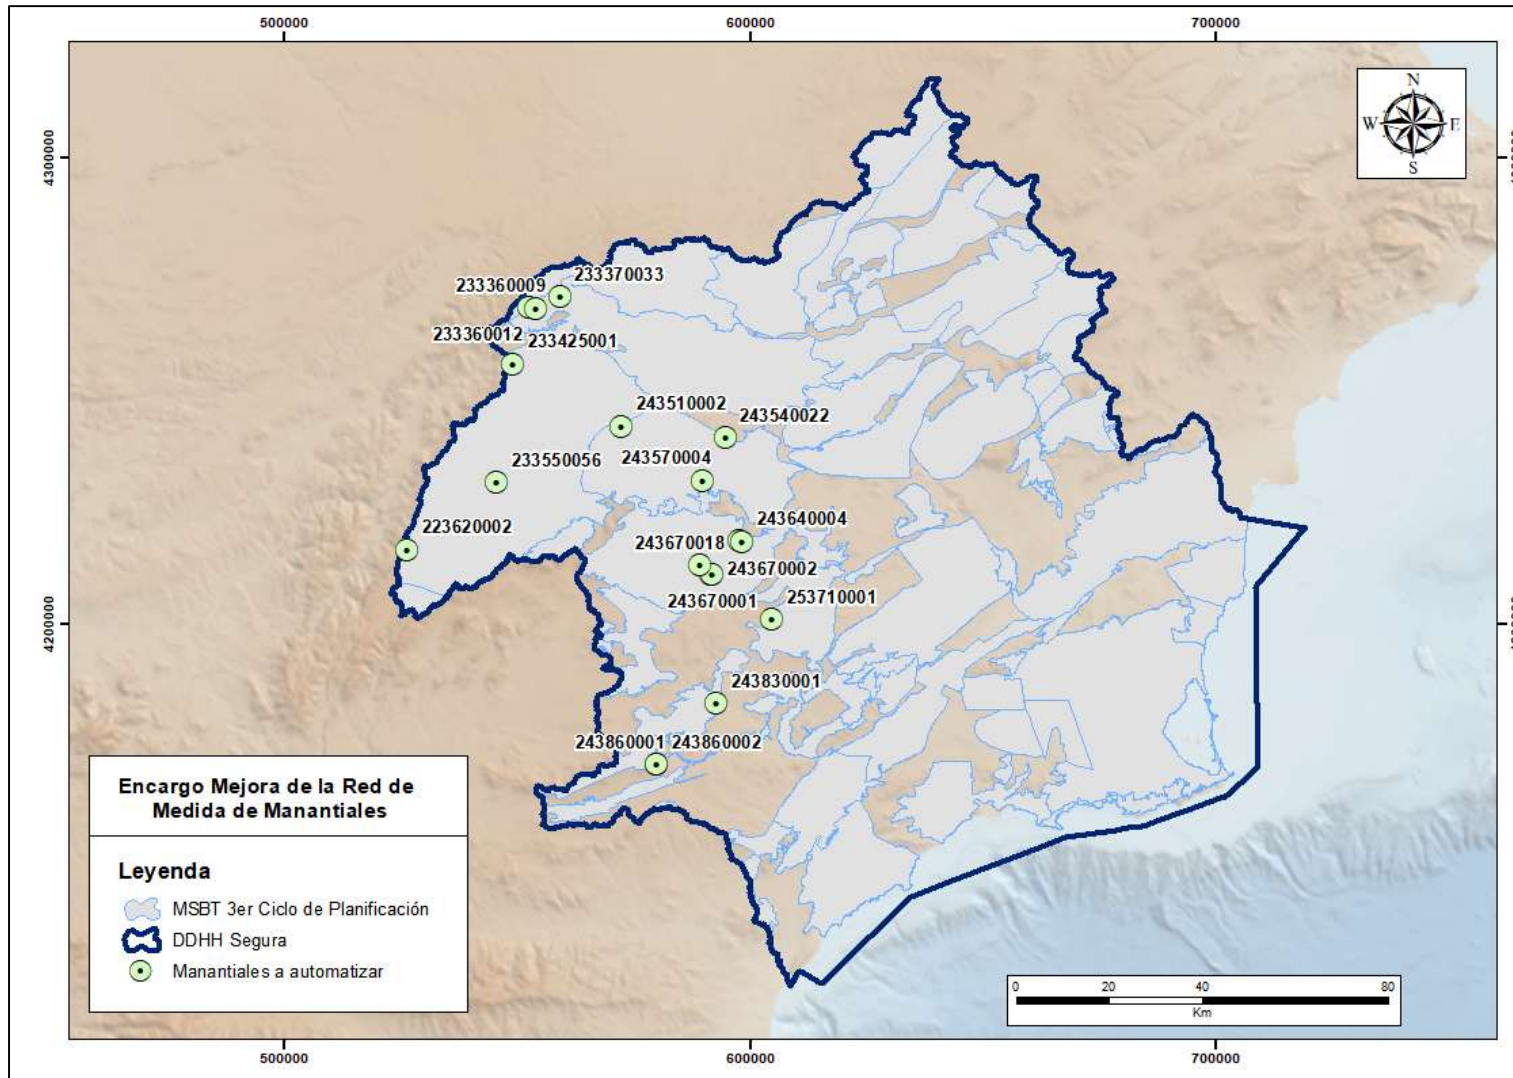 500000
600000
700000
N
W
E
S
4300000
233370033
233360009
233360012
233425001
243510002
243540022
233550056
243570004
223620002
243640004
243670018
243670002
4200000
243670001
253710001
243830001
243860001
243860002
Encargo Mejora de la Red de
Medida de Manantiales
Leyenda
MSBT 3er Ciclo de Planificación
DDHH Segura
Manantiales a automatizar
0
20
40
80
Km
500000
600000
700000